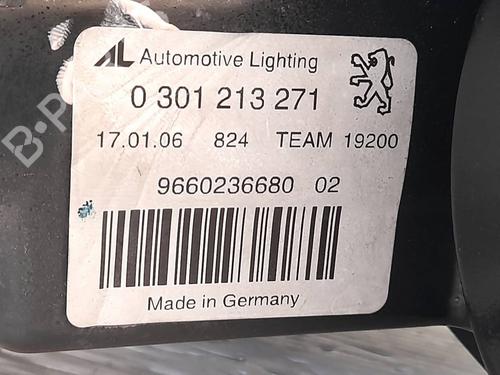 AL Automotive Lighting
0 301 213 271
17.01.06 824 TEAM 19200
9660236680 02
Made in Germany